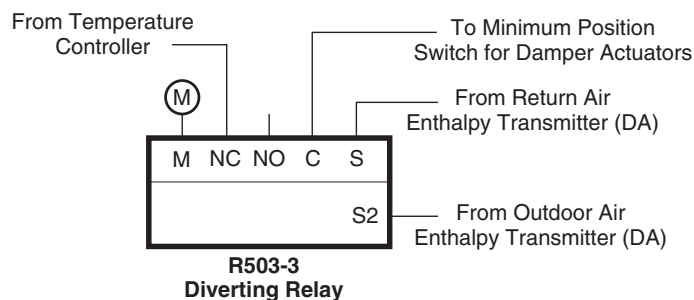 From Temperature
Controller
To Minimum Position
Switch for Damper Actuators
M
From Return Air
Enthalpy Transmitter (DA)
M NC NO C S
S2
From Outdoor Air
Enthalpy Transmitter (DA)
R503-3
Diverting Relay